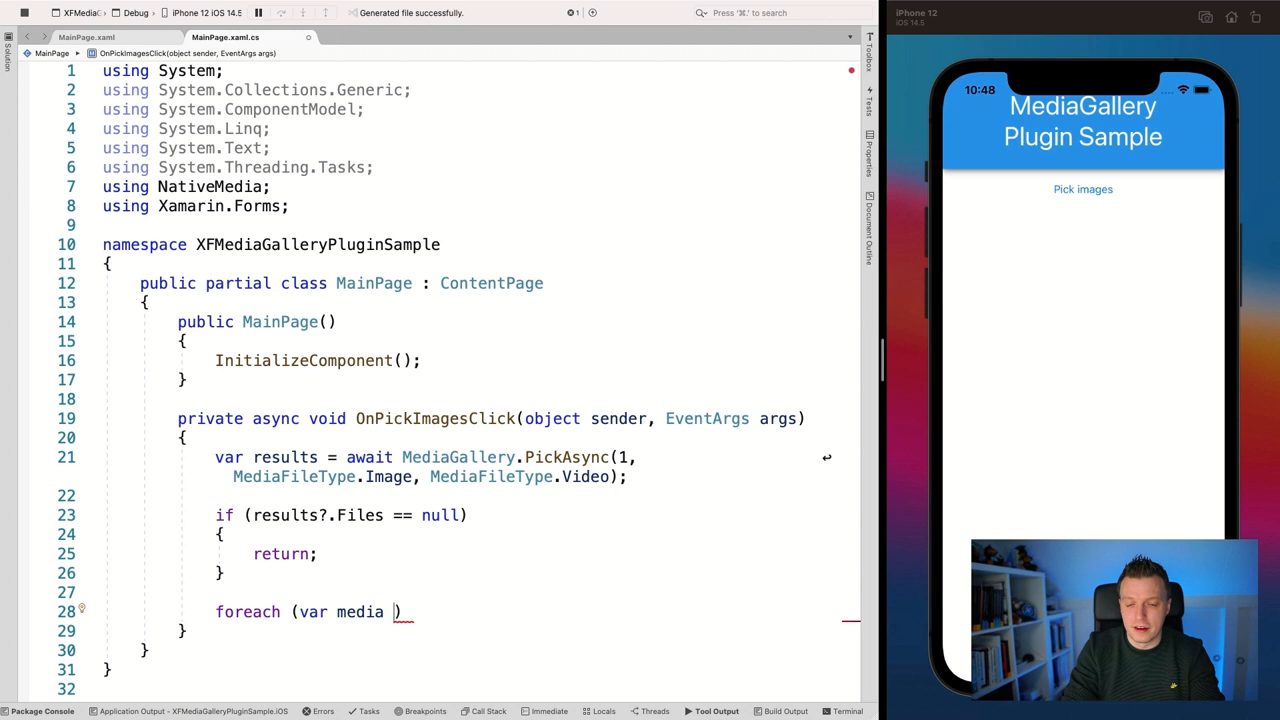 XFMediaG
Debug
iPhone 12 iOS 14.5
Generated file successfully.
1
Press '⌘.' to search
MainPage.xaml
MainPage.xaml.cs
MainPage
OnPickImagesClick(object sender, EventArgs args)
Solution
1 using System;
2 using System.Collections.Generic;
3 using System.ComponentModel;
4 using System.Linq;
5 using System.Text;
6 using System.Threading.Tasks;
7 using NativeMedia;
8 using Xamarin.Forms;
9
10 namespace XFMediaGalleryPluginSample
11 {
12 public partial class MainPage : ContentPage
13 {
14 public MainPage()
15 {
16 InitializeComponent();
17 }
18
19 private async void OnPickImagesClick(object sender, EventArgs args)
20 {
21 var results = await MediaGallery.PickAsync(1,
MediaFileType.Image, MediaFileType.Video);
22
23 if (results?.Files == null)
24 {
25 return;
26 }
27
28 foreach (var media )
29 }
30 }
31 }
32
Toolbox
Tests
Properties
Document Outline
Package Console
Application Output - XFMediaGalleryPluginSample.iOS
Errors
Tasks
Breakpoints
Call Stack
Immediate
Locals
Threads
Tool Output
Build Output
Terminal
iPhone 12
iOS 14.5
10:48
MediaGallery
Plugin Sample
Pick images